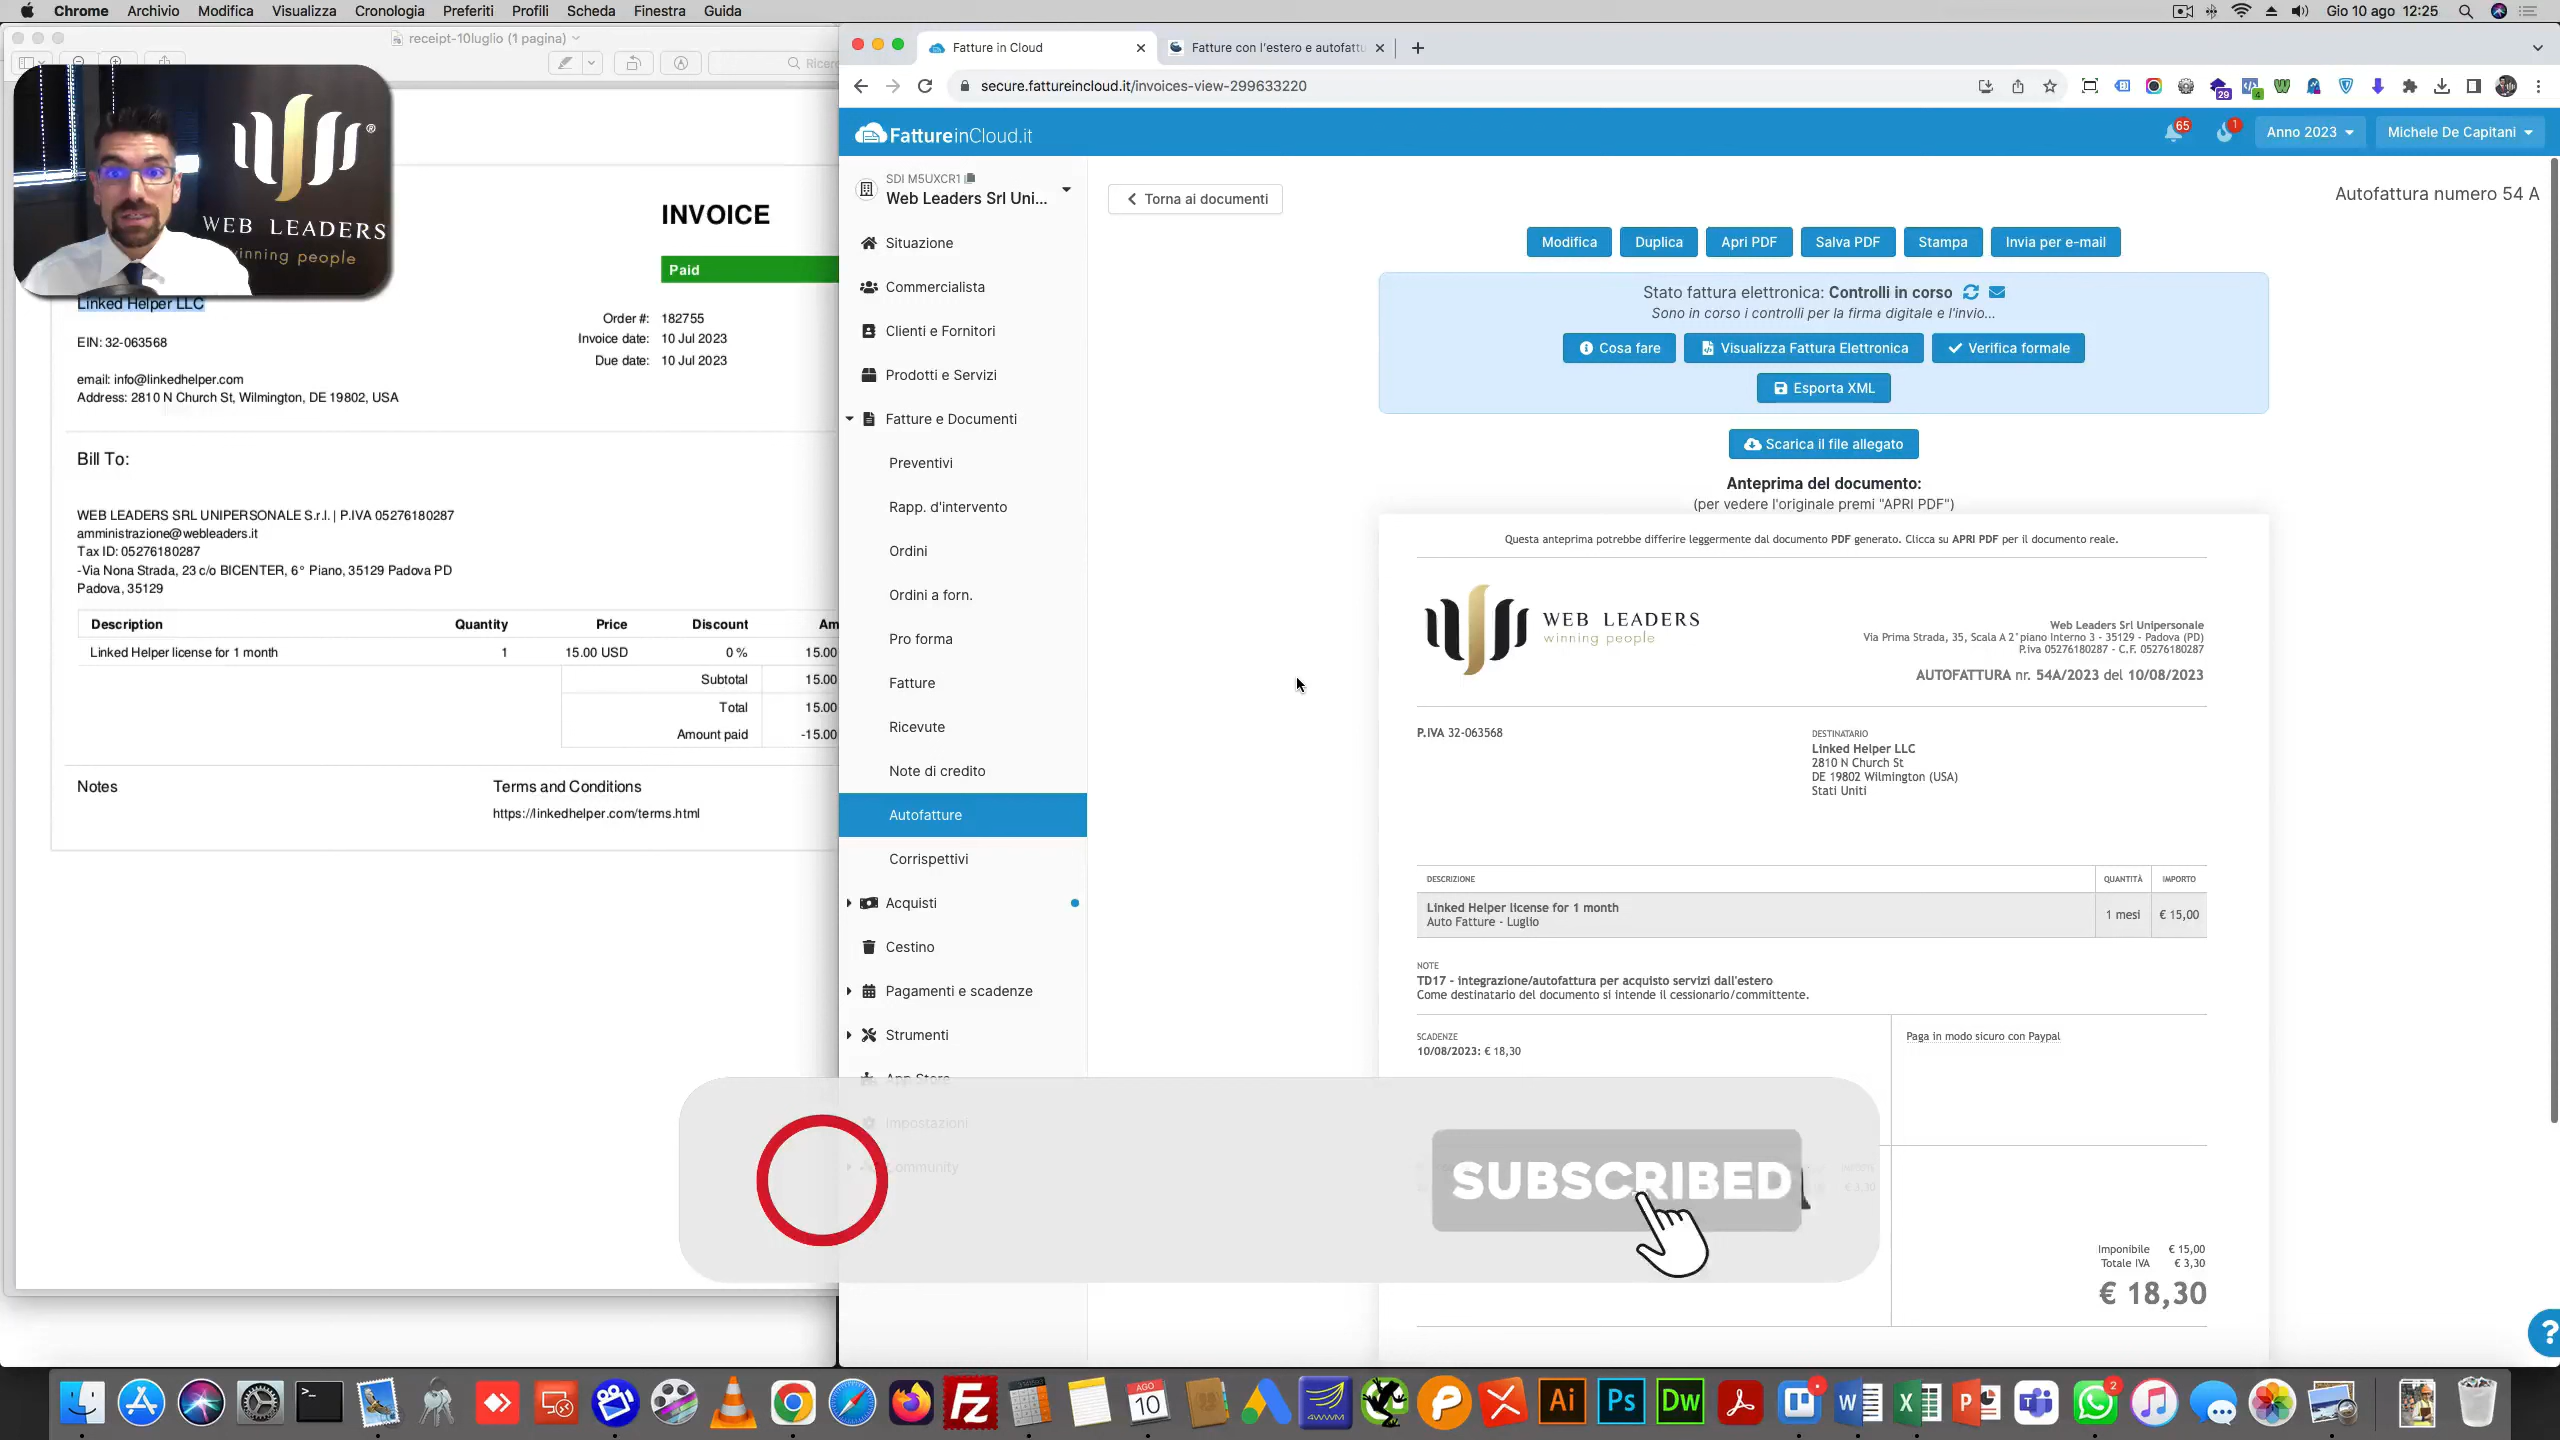 Chrome Archivio Modifica Visualizza Cronologia Preferiti Profili Scheda Finestra Guida
Gio 10 ago 12:25
receipt-10luglio (1 pagina)
WEB LEADERS
winning people
INVOICE
Paid
Linked Helper LLC
Order #: 182755
EIN: 32-063568
Invoice date: 10 Jul 2023
Due date: 10 Jul 2023
email: info@linkedhelper.com
Address: 2810 N Church St, Wilmington, DE 19802, USA
Bill To:
WEB LEADERS SRL UNIPERSONALE S.r.l. | P.IVA 05276180287
amministrazione@webleaders.it
Tax ID: 05276180287
-Via Nona Strada, 23 c/o BICENTER, 6° Piano, 35129 Padova PD
Padova, 35129
Description Quantity Price Discount Am
Linked Helper license for 1 month 1 15.00 USD 0 % 15.00
Subtotal 15.00
Total 15.00
Amount paid -15.00
Notes Terms and Conditions
https://linkedhelper.com/terms.html
Fatture in Cloud
Fatture con l'estero e autofattu
secure.fattureincloud.it/invoices-view-299633220
29
4
FattureinCloud.it
65
1
Anno 2023
Michele De Capitani
SDI M5UXCR1
Web Leaders Srl Uni...
Situazione
Commercialista
Clienti e Fornitori
Prodotti e Servizi
Fatture e Documenti
Preventivi
Rapp. d'intervento
Ordini
Ordini a forn.
Pro forma
Fatture
Ricevute
Note di credito
Autofatture
Corrispettivi
Acquisti
Cestino
Pagamenti e scadenze
Strumenti
App Store
Impostazioni
Community
Torna ai documenti
Autofattura numero 54 A
Modifica Duplica Apri PDF Salva PDF Stampa Invia per e-mail
Stato fattura elettronica: Controlli in corso
Sono in corso i controlli per la firma digitale e l'invio...
Cosa fare Visualizza Fattura Elettronica Verifica formale
Esporta XML
Scarica il file allegato
Anteprima del documento:
(per vedere l'originale premi "APRI PDF")
Questa anteprima potrebbe differire leggermente dal documento PDF generato. Clicca su APRI PDF per il documento reale.
WEB LEADERS
winning people
Web Leaders Srl Unipersonale
Via Prima Strada, 35, Scala A 2°piano Interno 3 - 35129 - Padova (PD)
P.iva 05276180287 - C.F. 05276180287
AUTOFATTURA nr. 54A/2023 del 10/08/2023
P.IVA 32-063568
DESTINATARIO
Linked Helper LLC
2810 N Church St
DE 19802 Wilmington (USA)
Stati Uniti
DESCRIZIONE QUANTITÀ IMPORTO
Linked Helper license for 1 month
Auto Fatture - Luglio
1 mesi € 15,00
NOTE
TD17 - integrazione/autofattura per acquisto servizi dall'estero
Come destinatario del documento si intende il cessionario/committente.
SCADENZE
10/08/2023: € 18,30
Paga in modo sicuro con Paypal
€ 3,30
SUBSCRIBED
Imponibile € 15,00
Totale IVA € 3,30
€ 18,30
?
AGO
10
4WWM
Ai
Ps
Dw
2